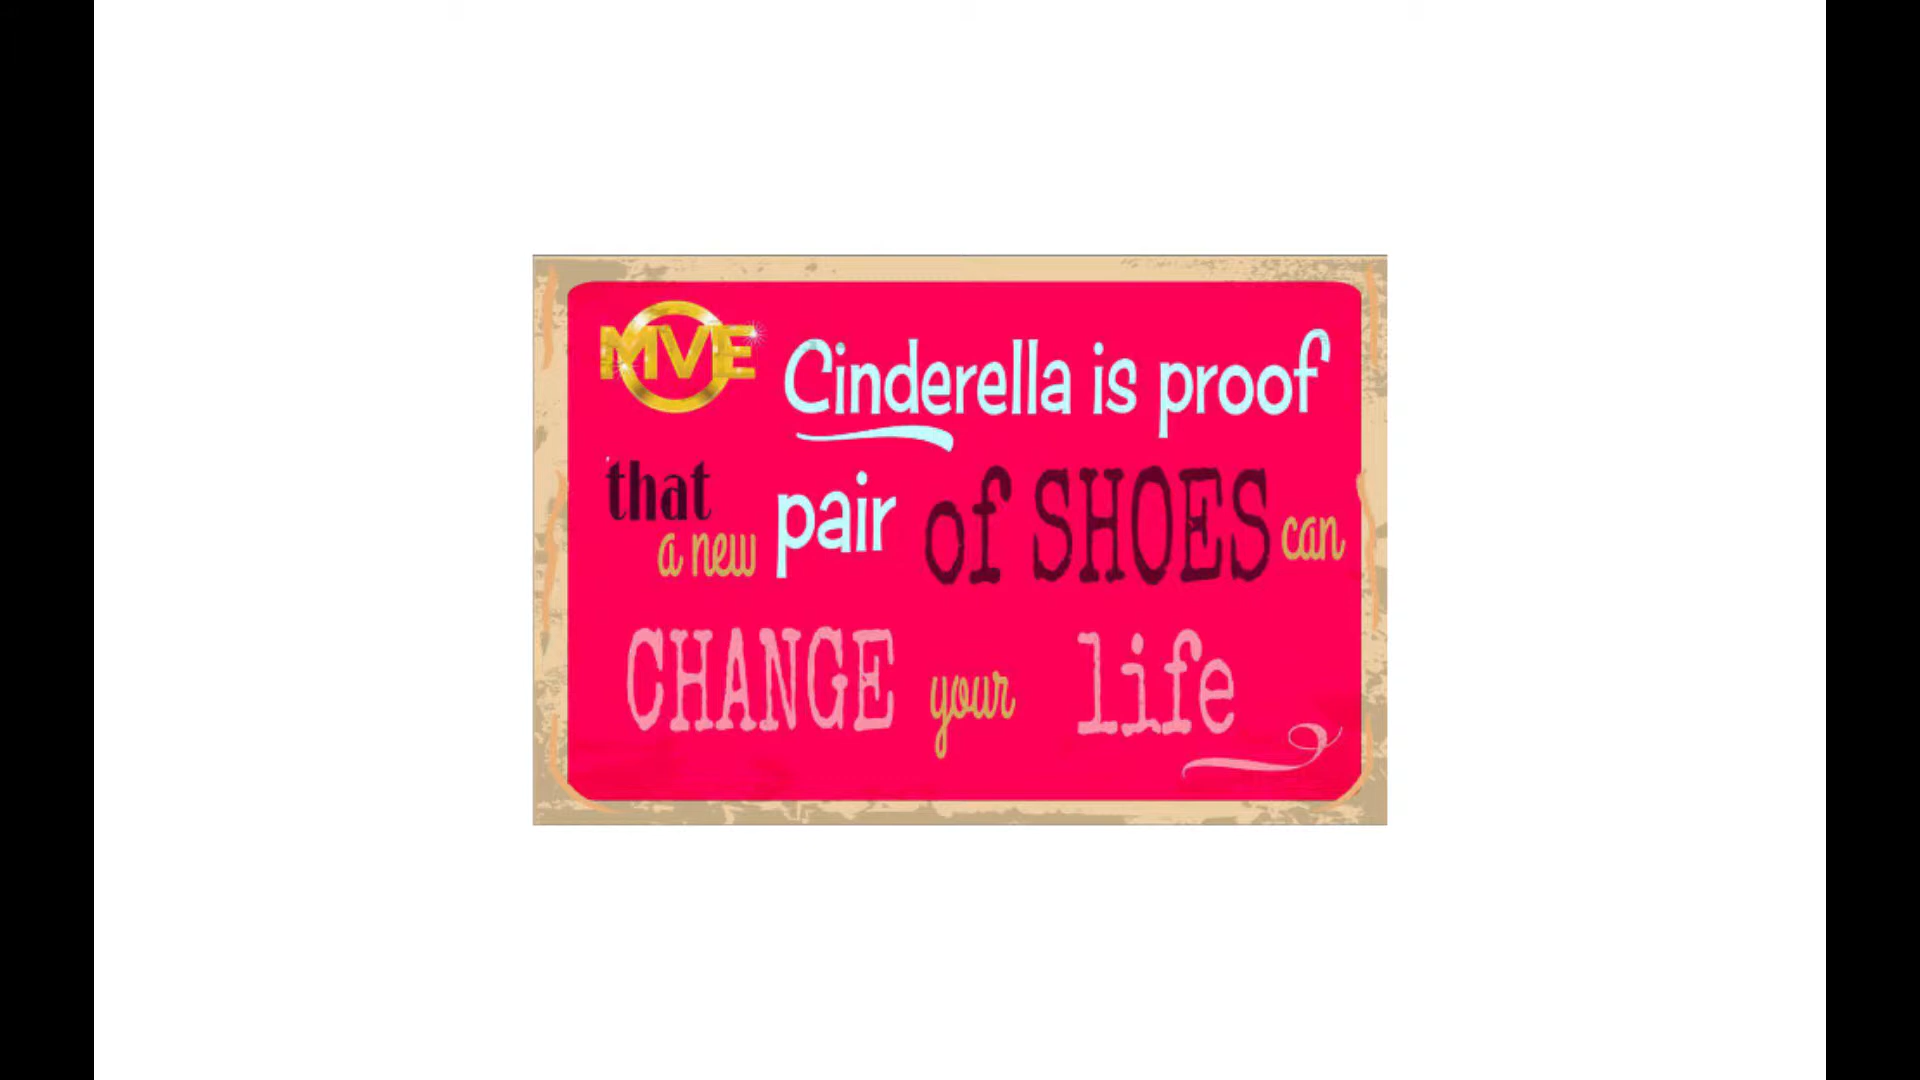 MVE
Cinderella is proof
that a new pair of SHOES can
CHANGE your life